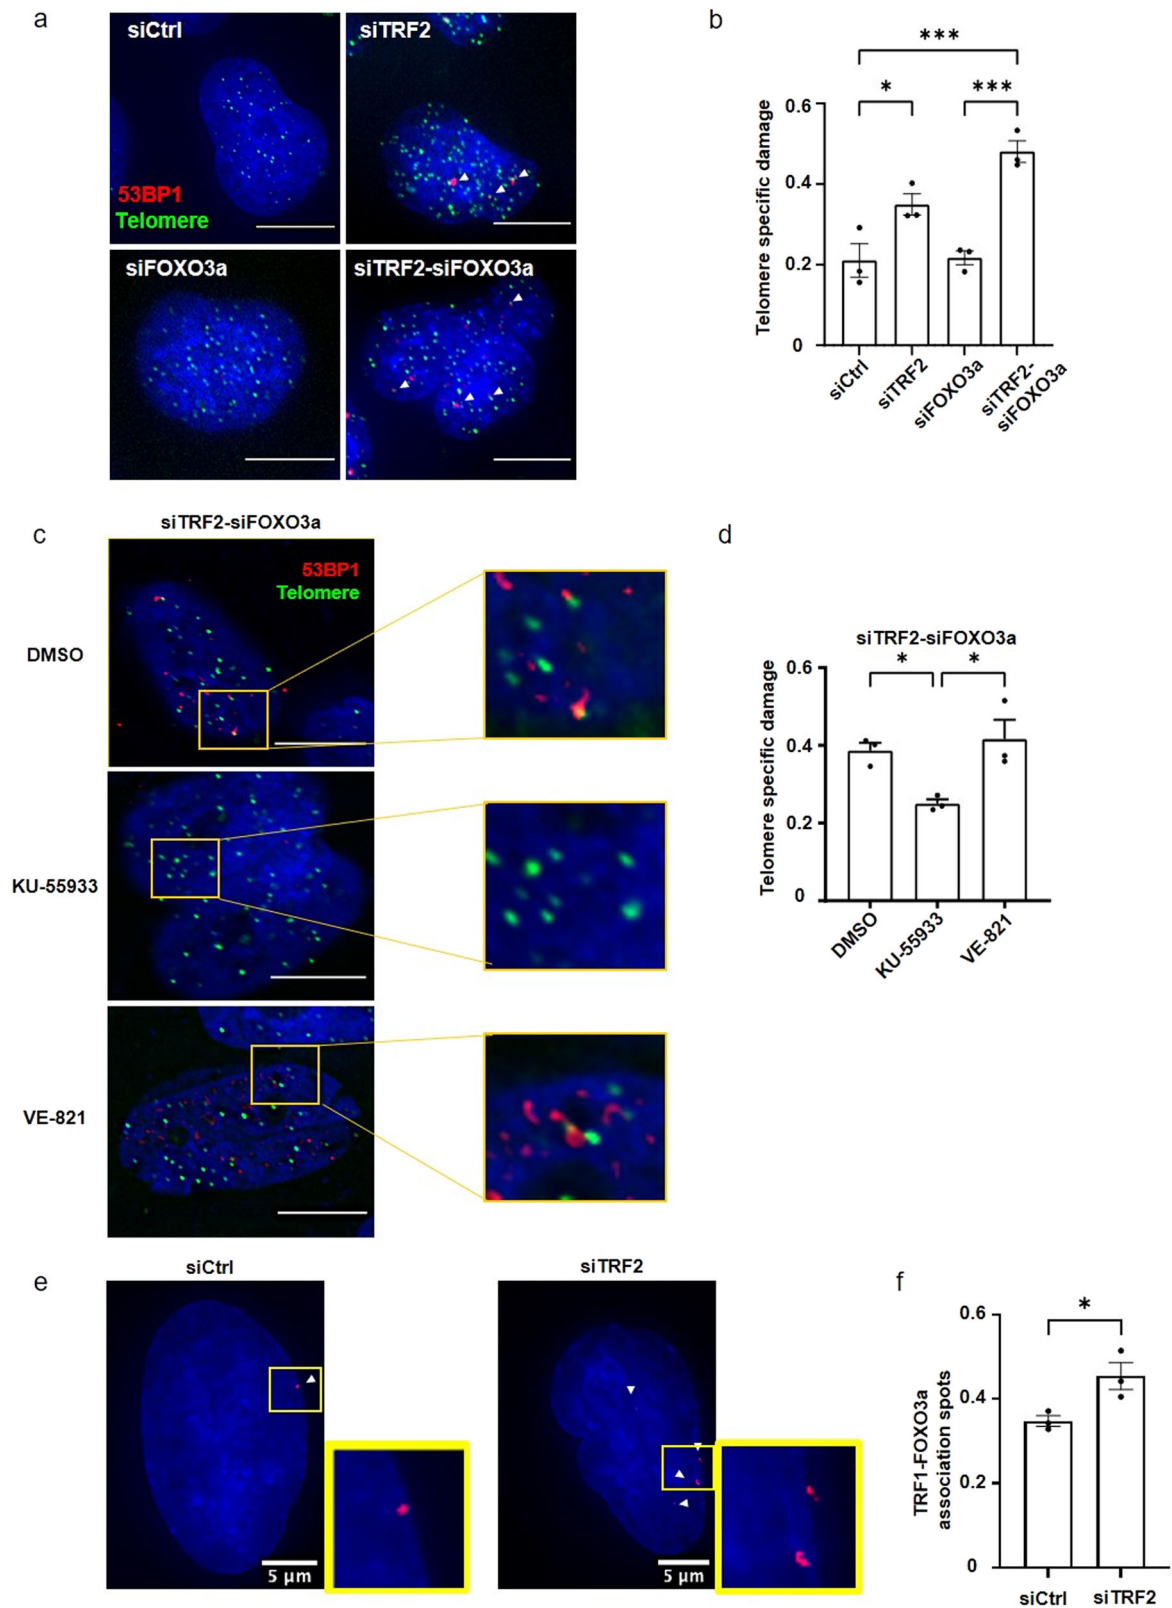 a
siCtrl
siTRF2
53BP1
Telomere
siFOXO3a
siTRF2-siFOXO3a
b
***
*
***
Telomere specific damage
0.6
0.4
0.2
0
siCtrl
siTRF2
siFOXO3a
siTRF2-
siFOXO3a
c
siTRF2-siFOXO3a
53BP1
Telomere
DMSO
KU-55933
VE-821
d
siTRF2-siFOXO3a
*
*
Telomere specific damage
0.6
0.4
0.2
0
DMSO
KU-55933
VE-821
e
siCtrl
siTRF2
5 µm
5 µm
f
*
TRF1-FOXO3a
association spots
0.6
0.4
0.2
0
siCtrl
siTRF2